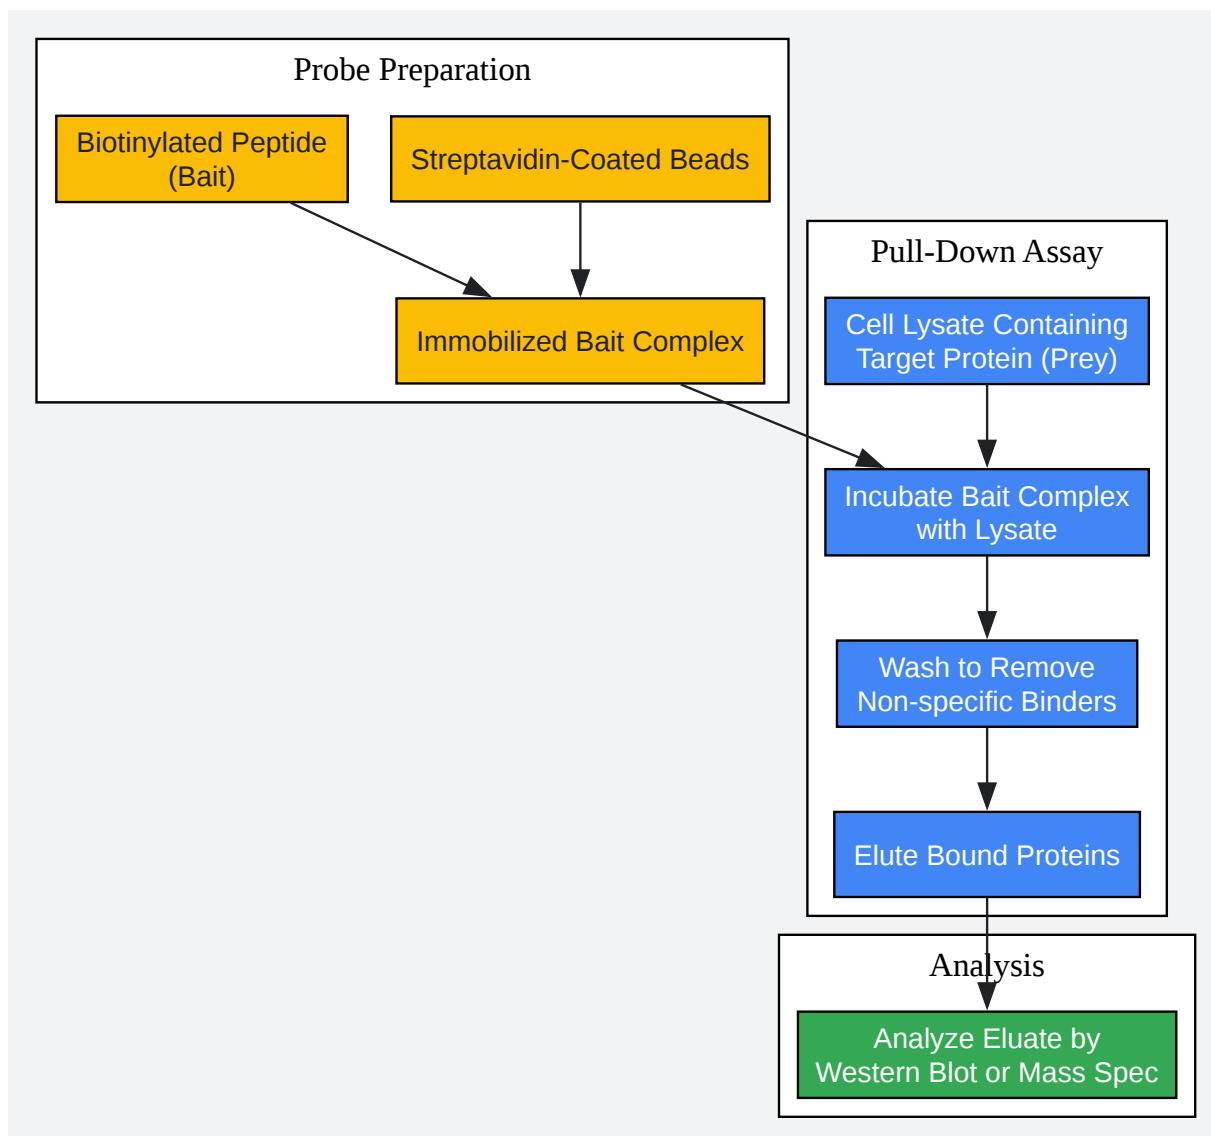 Probe Preparation
Biotinylated Peptide
(Bait)
Streptavidin-Coated Beads
Immobilized Bait Complex
Pull-Down Assay
Cell Lysate Containing
Target Protein (Prey)
Incubate Bait Complex
with Lysate
Wash to Remove
Non-specific Binders
Elute Bound Proteins
Analysis
Analyze Eluate by
Western Blot or Mass Spec